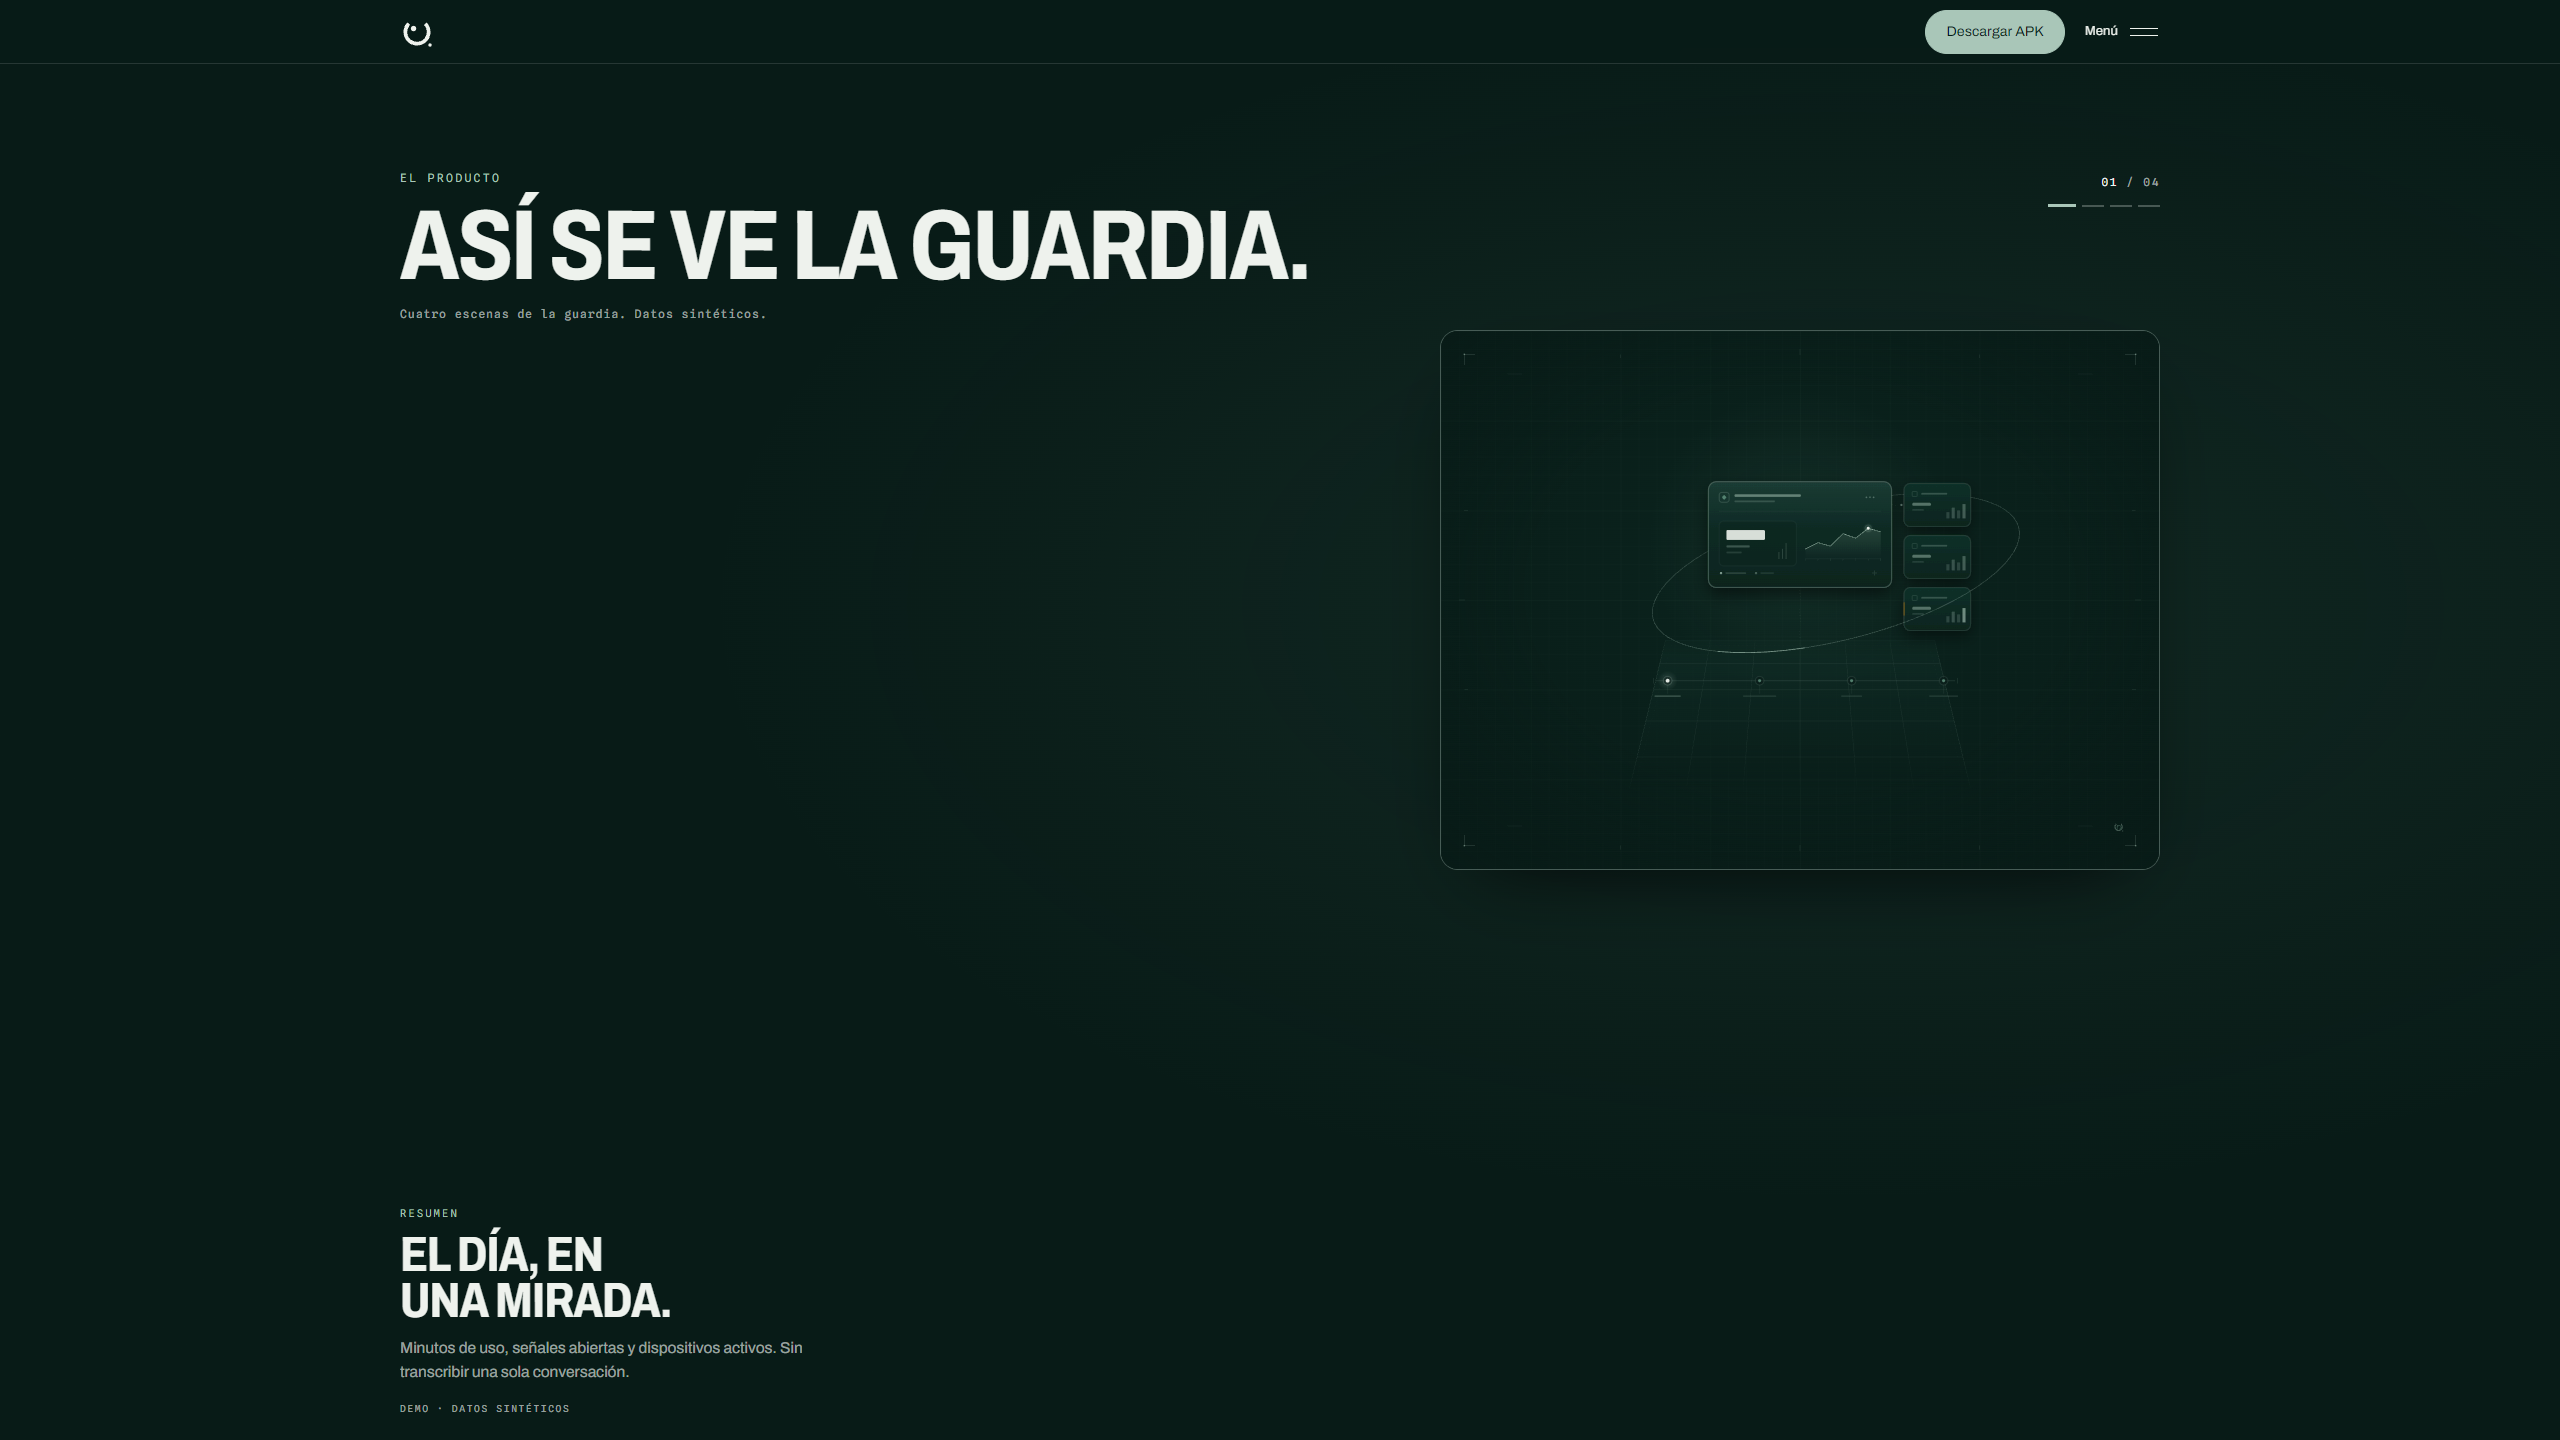 Descargar APK
Menú
EL PRODUCTO
01 / 04
ASÍ SE VE LA GUARDIA.
Cuatro escenas de la guardia. Datos sintéticos.
RESUMEN
EL DÍA, EN
UNA MIRADA.
Minutos de uso, señales abiertas y dispositivos activos. Sin
transcribir una sola conversación.
DEMO · DATOS SINTÉTICOS